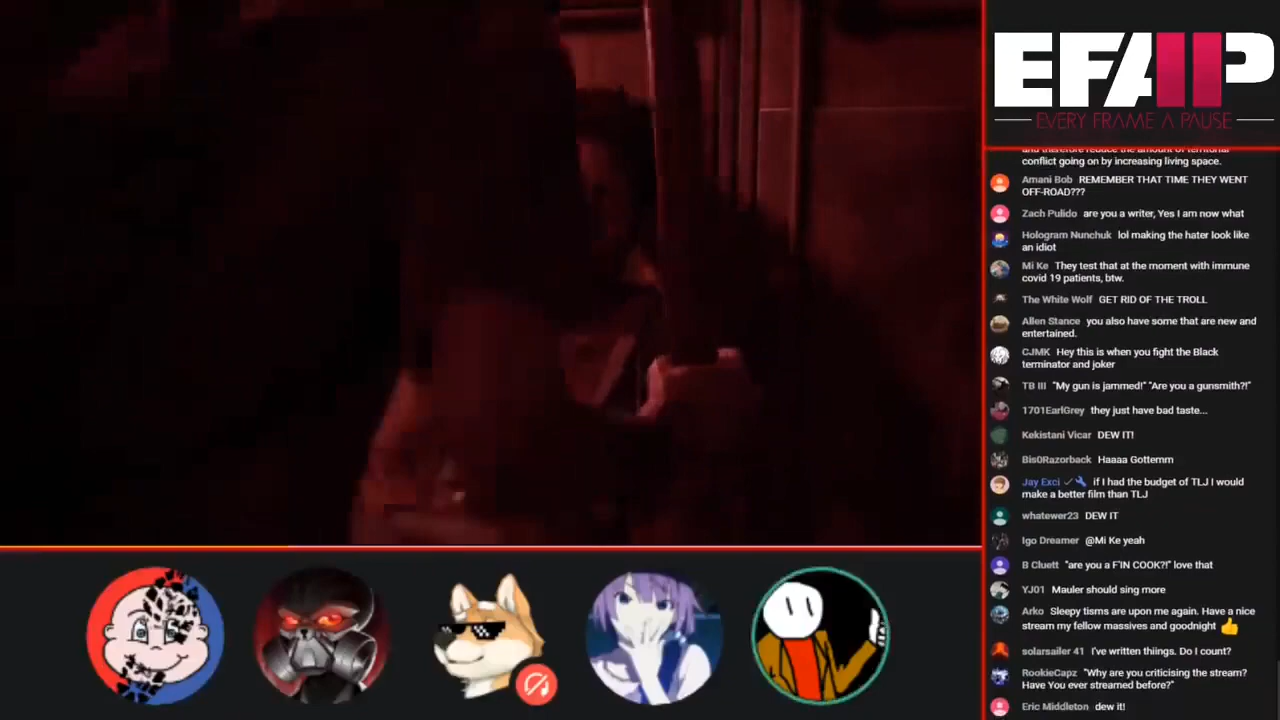 EFAP
EVERY FRAME A PAUSE
and therefore reduce the amount of territorial
conflict going on by increasing living space.
Amani Bob REMEMBER THAT TIME THEY WENT
OFF-ROAD???
Zach Pulido are you a writer, Yes I am now what
Hologram Nunchuk lol making the hater look like
an idiot
Mi Ke They test that at the moment with immune
covid 19 patients, btw.
The White Wolf GET RID OF THE TROLL
Allen Stance you also have some that are new and
entertained.
CJMK Hey this is when you fight the Black
terminator and joker
TB III "My gun is jammed!" "Are you a gunsmith?!"
1701EarlGrey they just have bad taste...
Kekistani Vicar DEW IT!
Bis0Razorback Haaaa Gottemm
Jay Exci if I had the budget of TLJ I would
make a better film than TLJ
whatewer23 DEW IT
Igo Dreamer @Mi Ke yeah
B Cluett "are you a F'IN COOK?!" love that
YJ01 Mauler should sing more
Arko Sleepy tisms are upon me again. Have a nice
stream my fellow massives and goodnight 👍
solarsailer 41 I've written thiings. Do I count?
RookieCapz "Why are you criticising the stream?
Have You ever streamed before?"
Eric Middleton dew it!